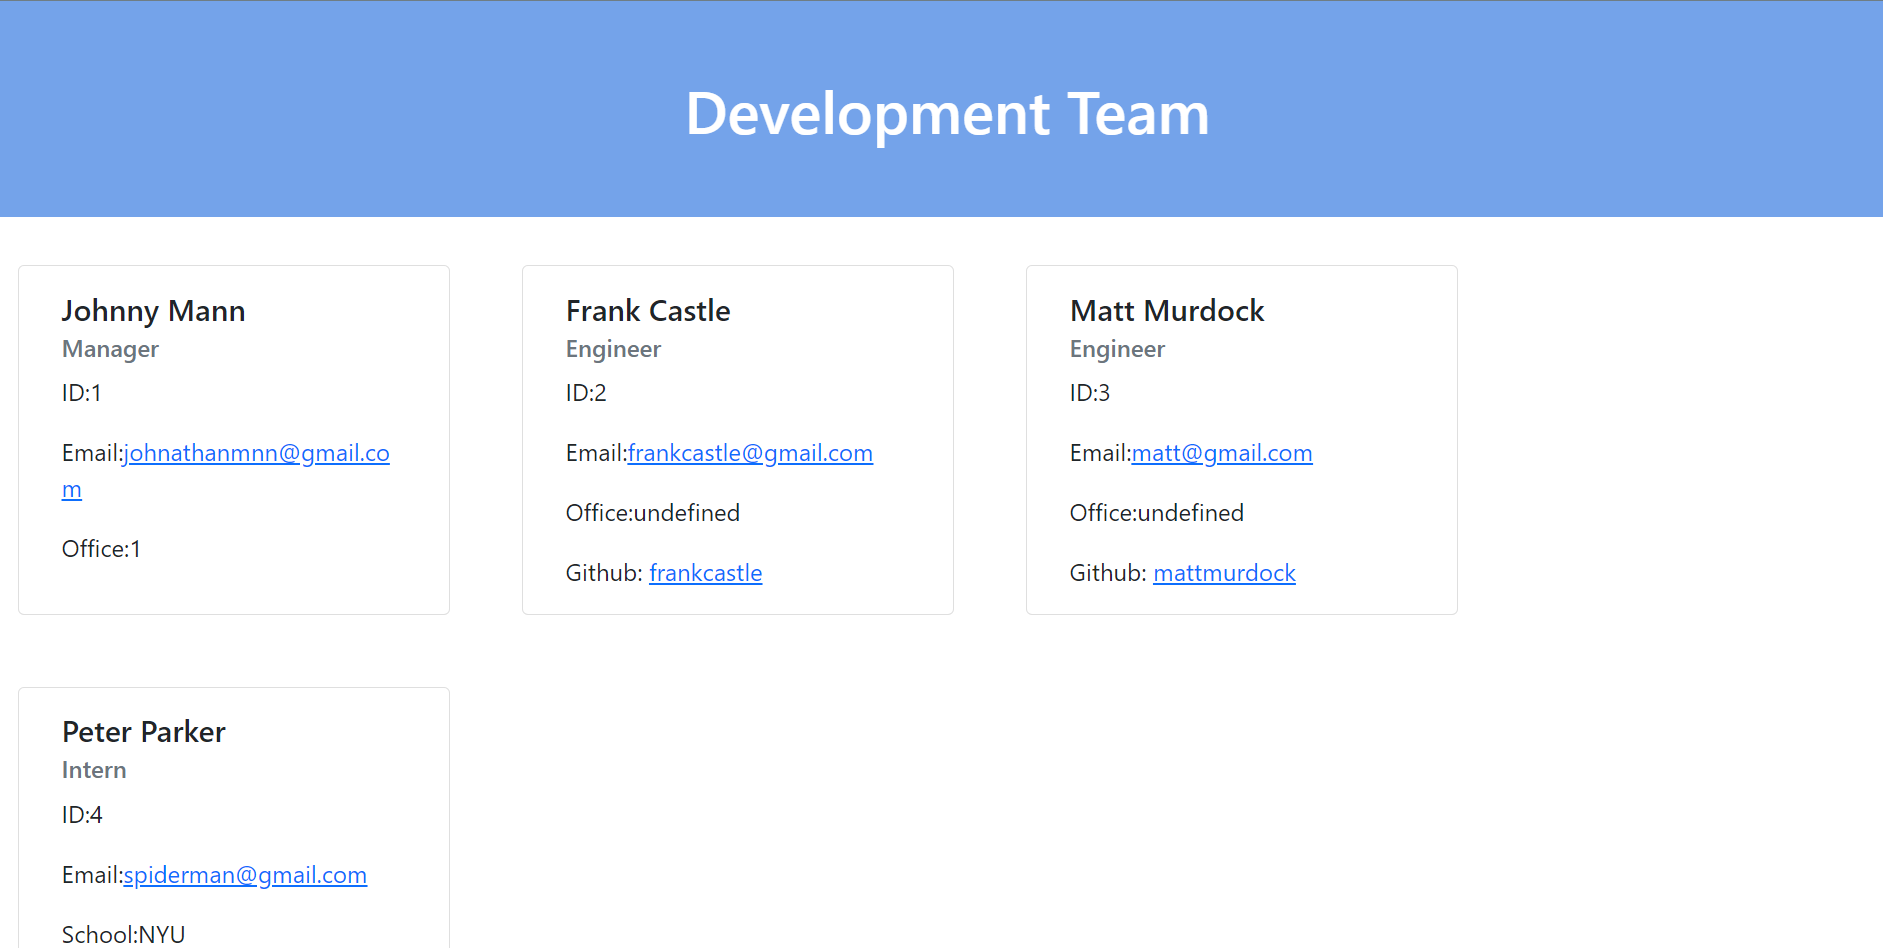 Development Team
Johnny Mann
Manager
ID:1
Email:johnathanmnn@gmail.co
m
Office:1
Frank Castle
Engineer
ID:2
Email:frankcastle@gmail.com
Office:undefined
Github: frankcastle
Matt Murdock
Engineer
ID:3
Email:matt@gmail.com
Office:undefined
Github: mattmurdock
Peter Parker
Intern
ID:4
Email:spiderman@gmail.com
School:NYU